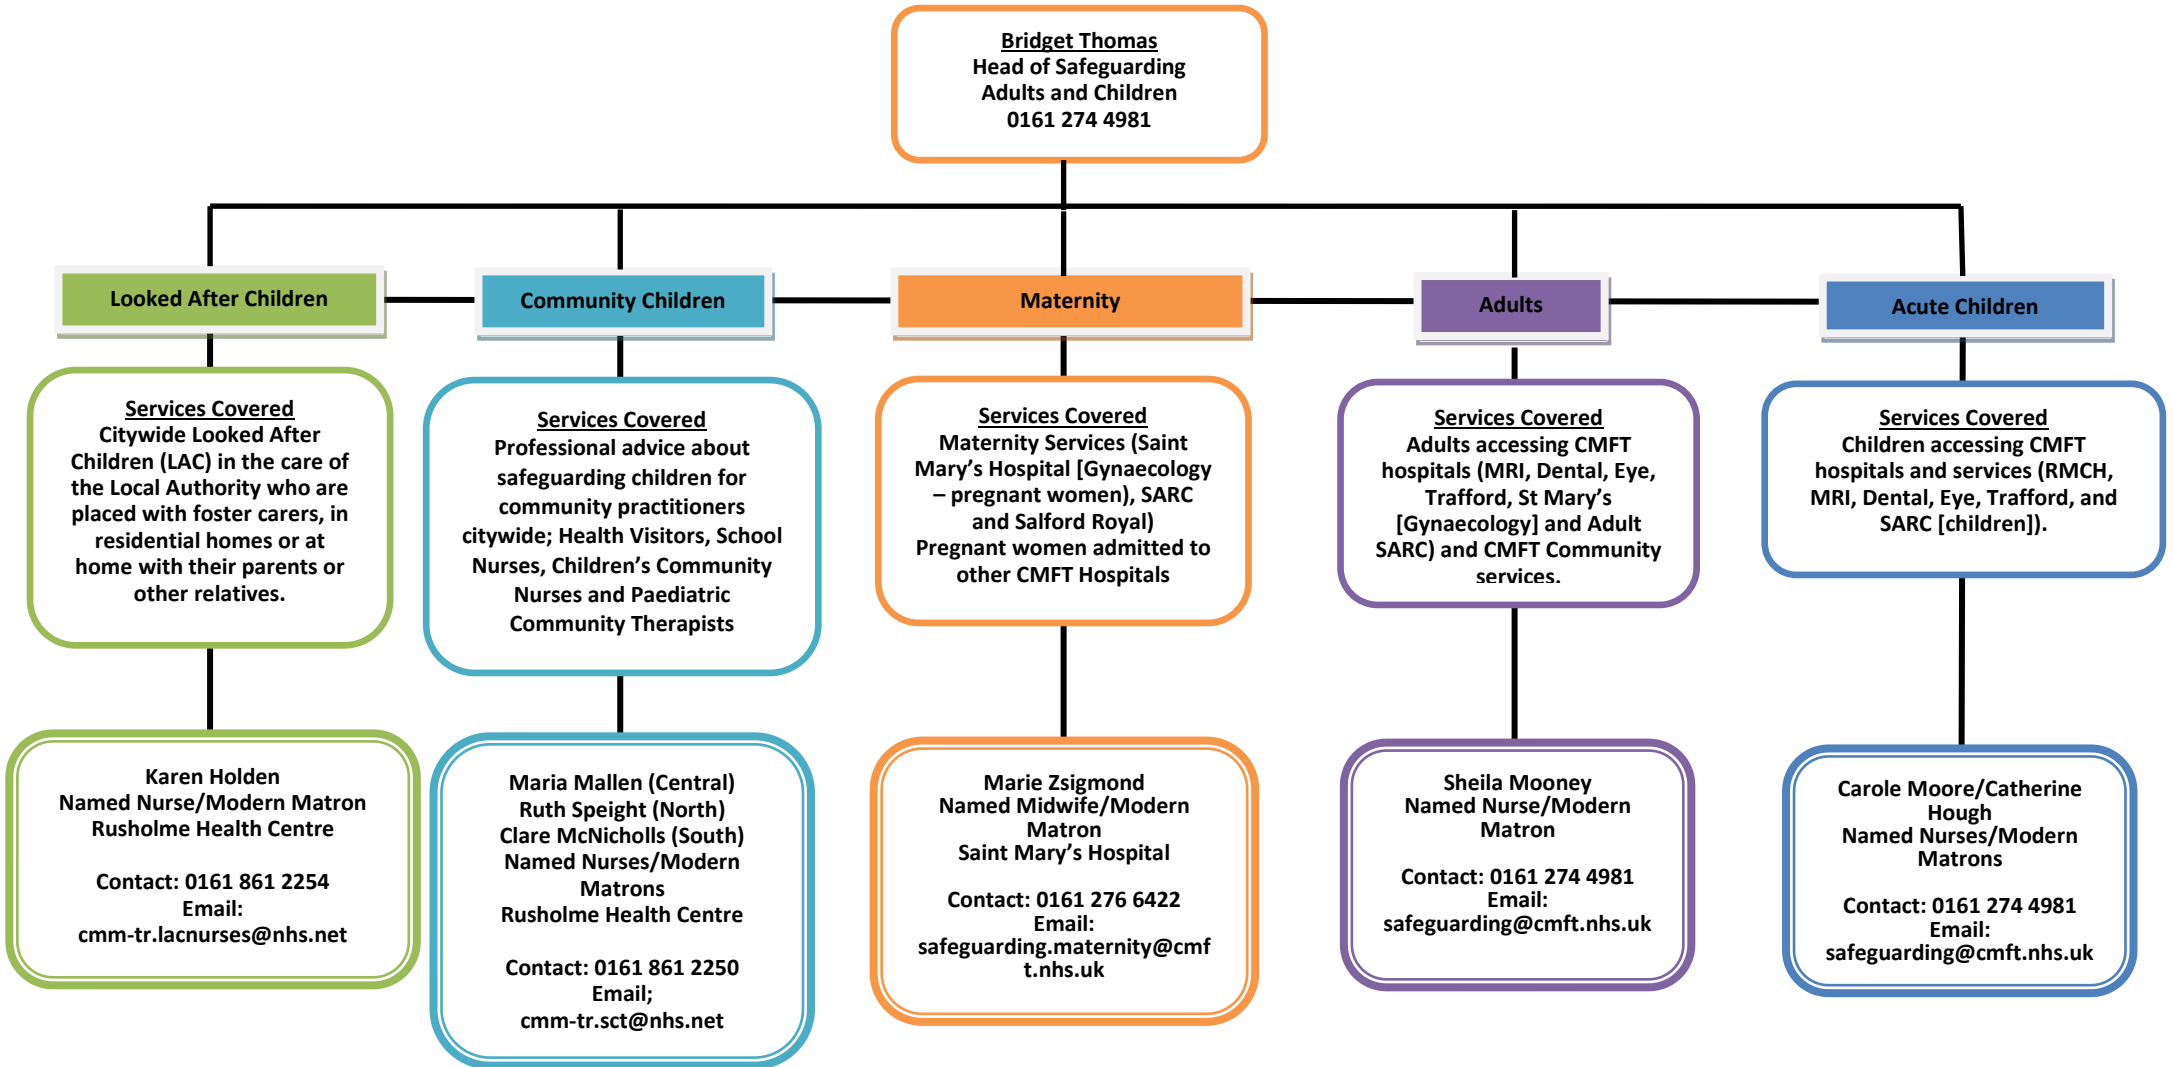 Bridget Thomas
Head of Safeguarding
Adults and Children
0161 274 4981
Looked After Children
Community Children
Maternity
Adults
Acute Children
Services Covered
Citywide Looked After
Children (LAC) in the care of
the Local Authority who are
placed with foster carers, in
residential homes or at
home with their parents or
other relatives.
Services Covered
Professional advice about
safeguarding children for
community practitioners
citywide; Health Visitors, School
Nurses, Children’s Community
Nurses and Paediatric
Community Therapists
Services Covered
Maternity Services (Saint
Mary’s Hospital [Gynaecology
– pregnant women), SARC
and Salford Royal)
Pregnant women admitted to
other CMFT Hospitals
Services Covered
Adults accessing CMFT
hospitals (MRI, Dental, Eye,
Trafford, St Mary’s
[Gynaecology] and Adult
SARC) and CMFT Community
services.
Services Covered
Children accessing CMFT
hospitals and services (RMCH,
MRI, Dental, Eye, Trafford, and
SARC [children]).
Karen Holden
Named Nurse/Modern Matron
Rusholme Health Centre
Contact: 0161 861 2254
Email:
cmm-tr.lacnurses@nhs.net
Maria Mallen (Central)
Ruth Speight (North)
Clare McNicholls (South)
Named Nurses/Modern
Matrons
Rusholme Health Centre
Contact: 0161 861 2250
Email;
cmm-tr.sct@nhs.net
Marie Zsigmond
Named Midwife/Modern
Matron
Saint Mary’s Hospital
Contact: 0161 276 6422
Email:
safeguarding.maternity@cmf
t.nhs.uk
Sheila Mooney
Named Nurse/Modern
Matron
Contact: 0161 274 4981
Email:
safeguarding@cmft.nhs.uk
Carole Moore/Catherine
Hough
Named Nurses/Modern
Matrons
Contact: 0161 274 4981
Email:
safeguarding@cmft.nhs.uk